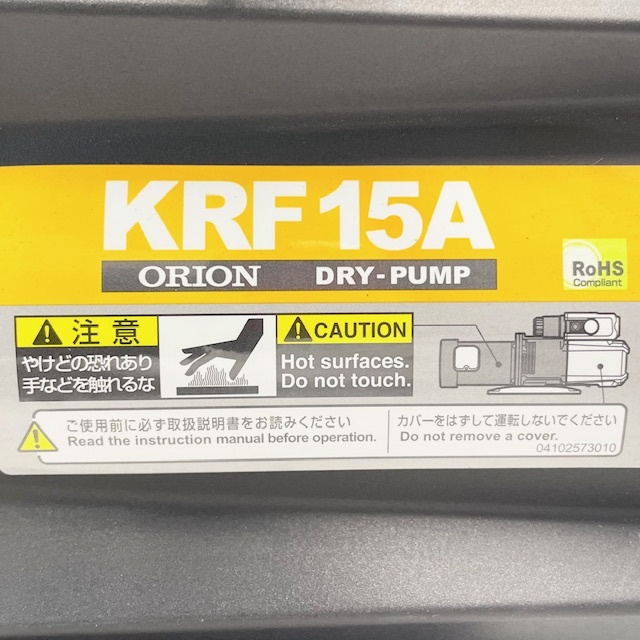 KRF 15A
ORION DRY-PUMP
RoHS
Compliant
注意
やけどの恐れあり
手などを触れるな
CAUTION
Hot surfaces.
Do not touch.
ご使用前に必ず取扱説明書をお読みください
Read the instruction manual before operation.
カバーをはずして運転しないでください
Do not remove a cover.
04102573010